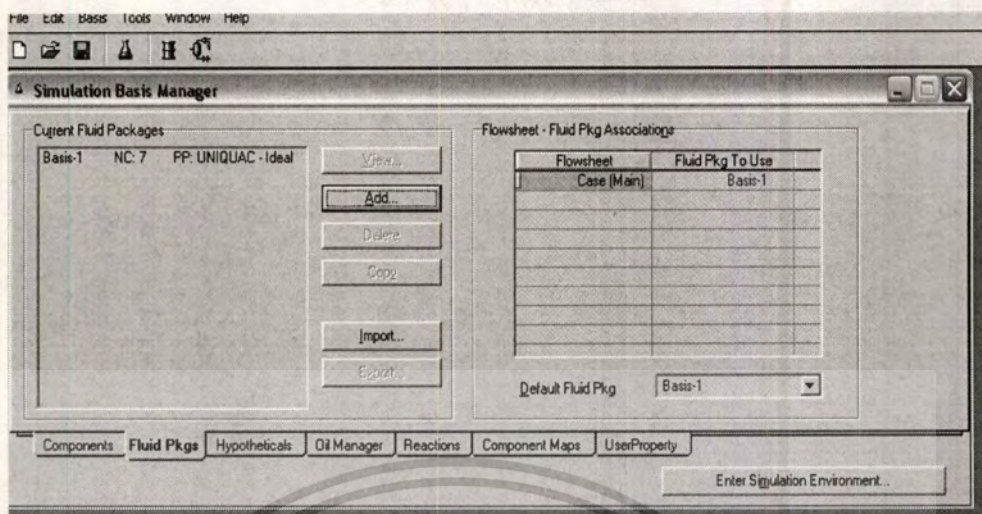 File Edit Basis Tools Window Help
Simulation Basis Manager
Current Fluid Packages
Basis-1 NC: 7 PP: UNIQUAC - Ideal
View...
Add...
Delete
Copy
Import...
Export...
Flowsheet - Fluid Pkg Associations
Flowsheet Fluid Pkg To Use
Case (Main) Basis-1
Default Fluid Pkg Basis-1
Components Fluid Pkgs Hypotheticals Oil Manager Reactions Component Maps UserProperty
Enter Simulation Environment...